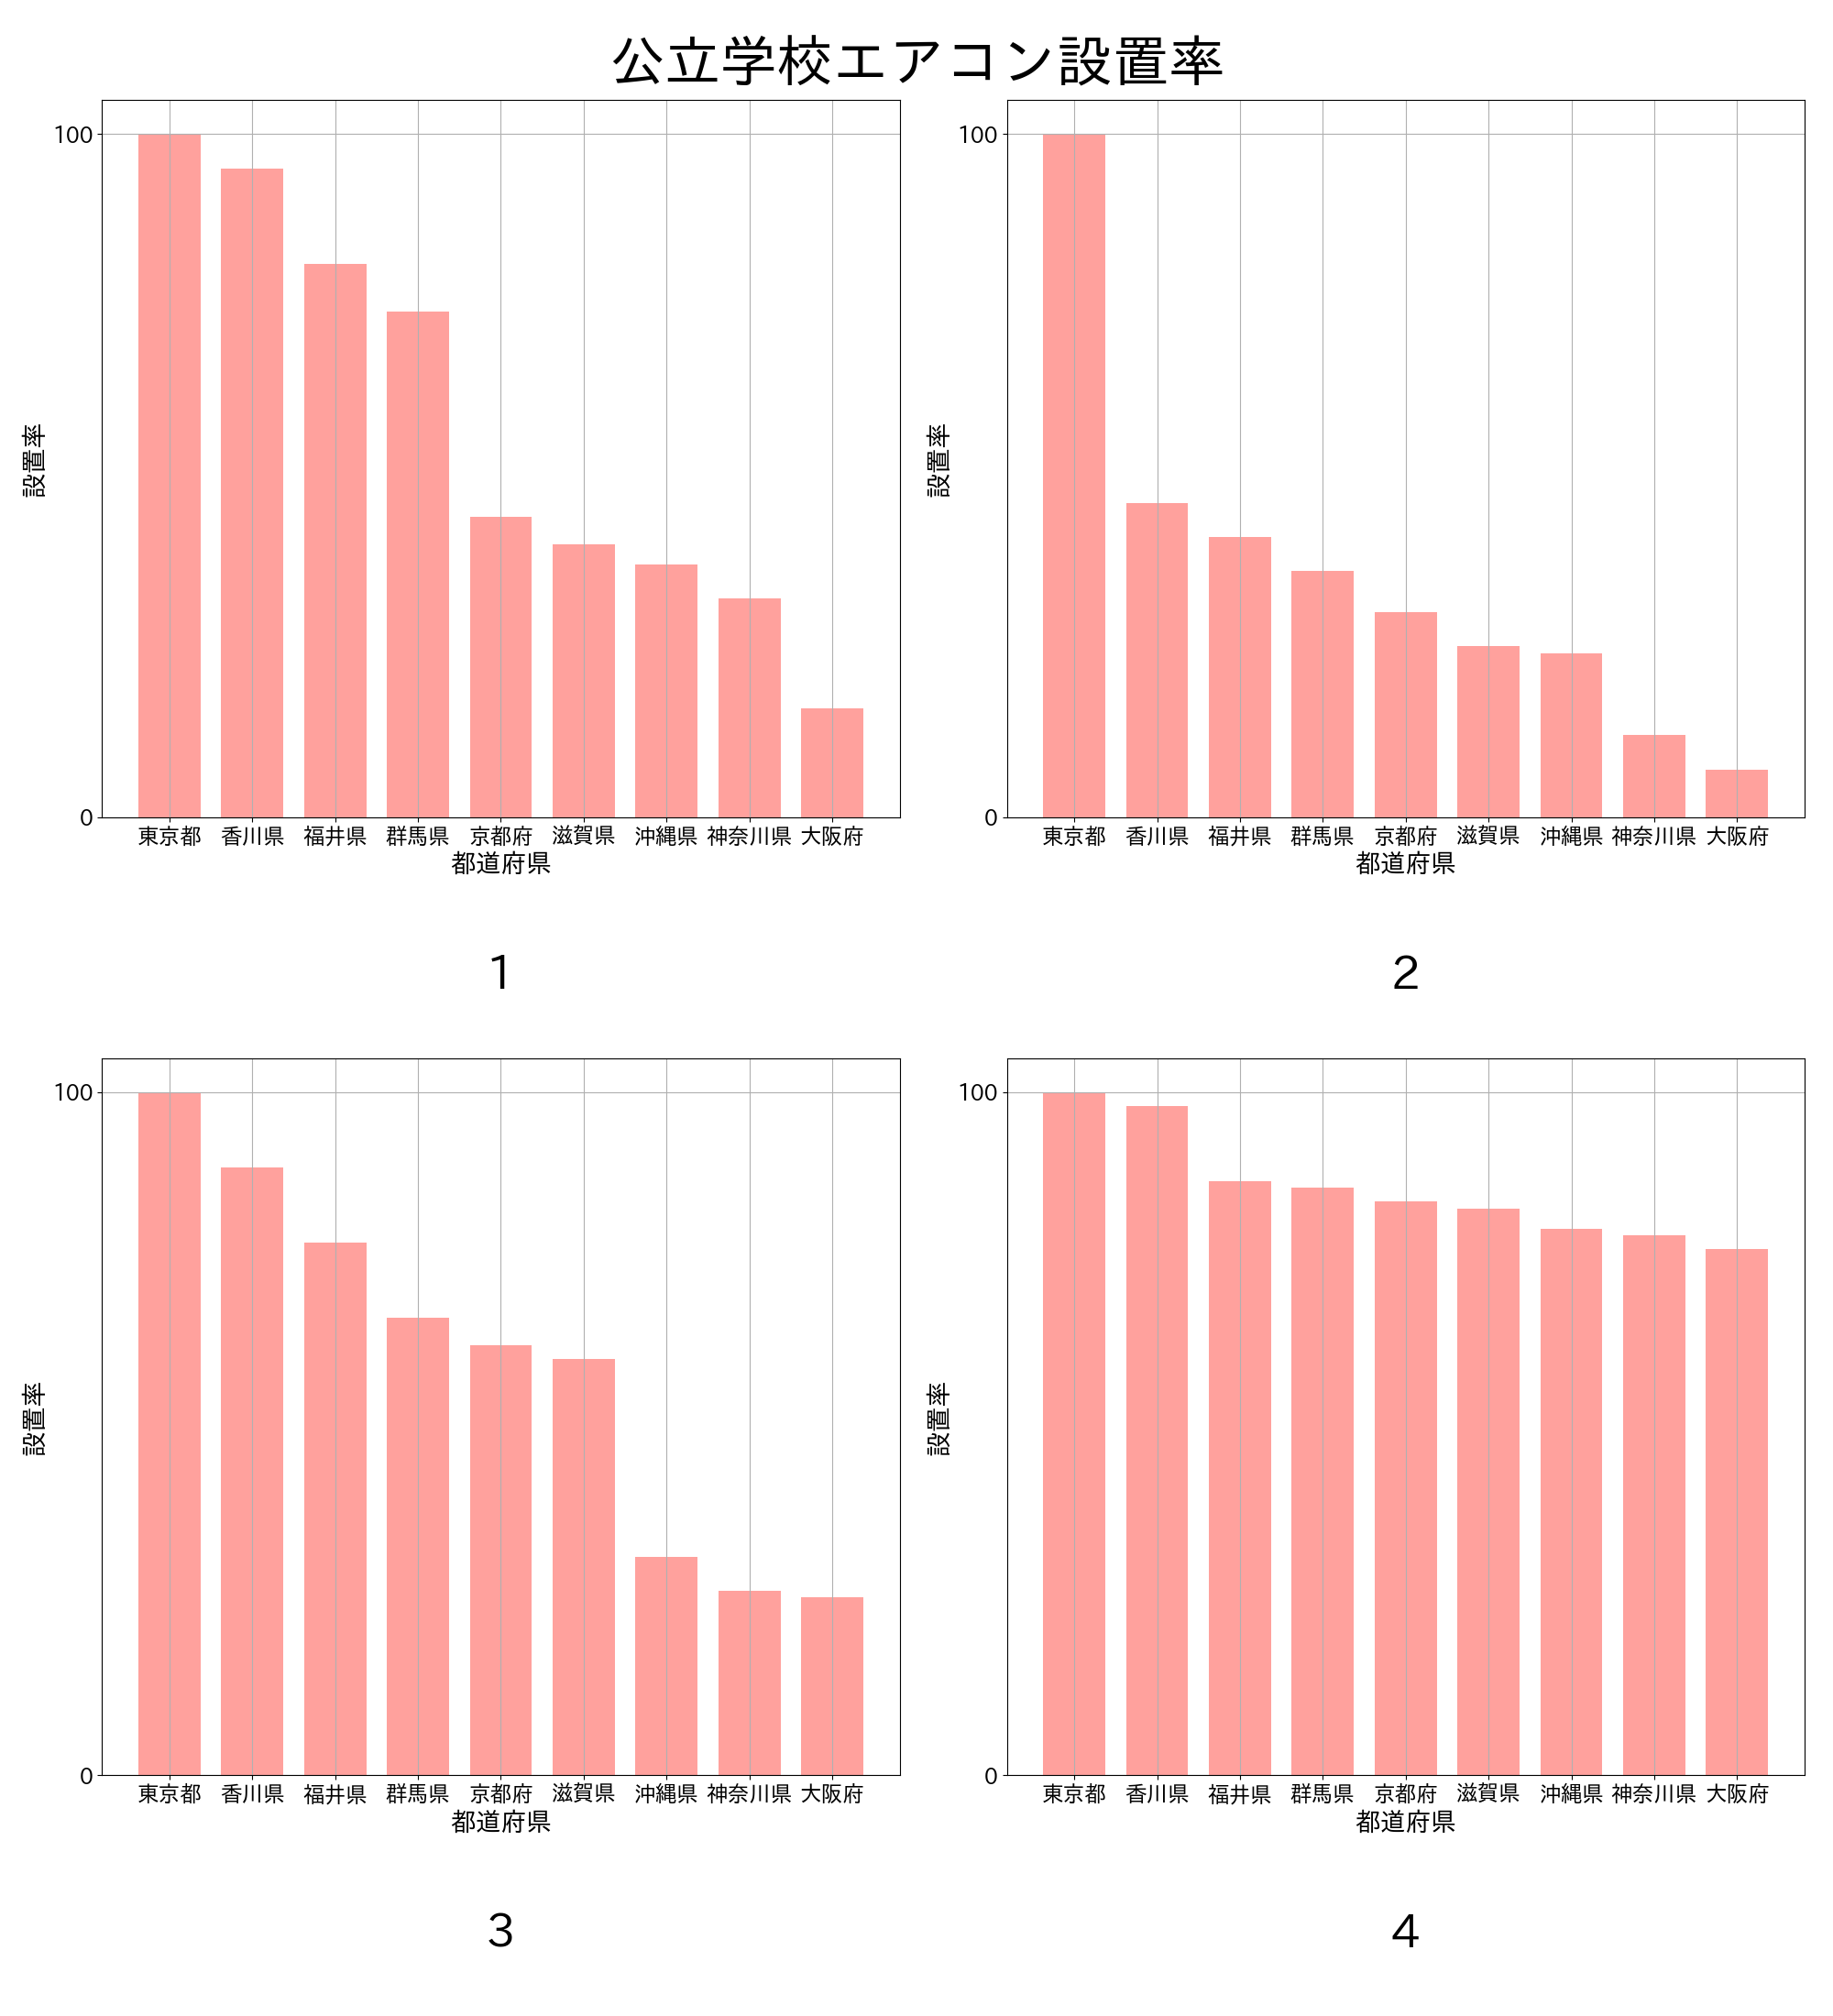 公立学校エアコン設置率
100
設置率
0
東京都 香川県 福井県 群馬県 京都府 滋賀県 沖縄県 神奈川県 大阪府
都道府県
1
100
設置率
0
東京都 香川県 福井県 群馬県 京都府 滋賀県 沖縄県 神奈川県 大阪府
都道府県
2
100
設置率
0
東京都 香川県 福井県 群馬県 京都府 滋賀県 沖縄県 神奈川県 大阪府
都道府県
3
100
設置率
0
東京都 香川県 福井県 群馬県 京都府 滋賀県 沖縄県 神奈川県 大阪府
都道府県
4